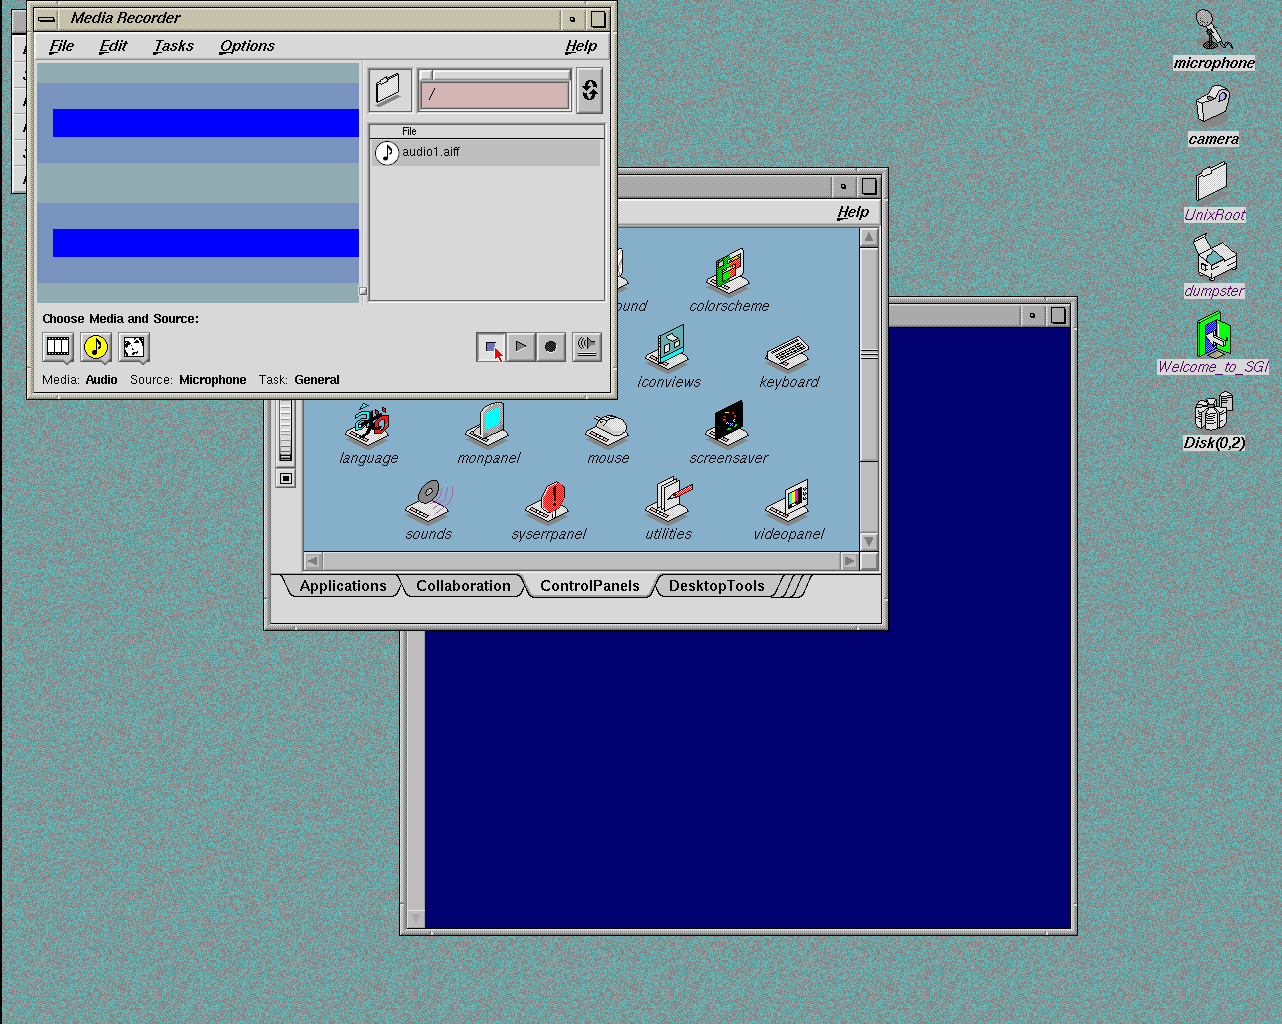 Media Recorder
File Edit Tasks Options Help
/
File
audio1.aiff
Choose Media and Source:
Media: Audio Source: Microphone Task: General
Help
ound colorscheme
iconviews keyboard
language monpanel mouse screensaver
sounds syserrpanel utilities videopanel
Applications Collaboration ControlPanels DesktopTools
microphone
camera
UnixRoot
dumpster
Welcome_to_SGI
Disk(0,2)